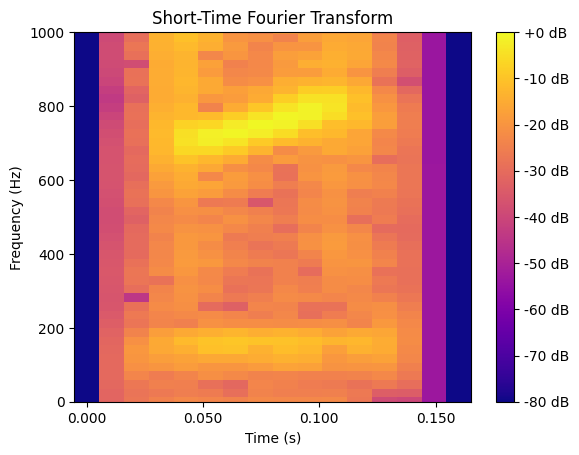 Short-Time Fourier Transform
1000
800
600
400
200
0
Frequency (Hz)
0.000
0.050
0.100
0.150
Time (s)
+0 dB
-10 dB
-20 dB
-30 dB
-40 dB
-50 dB
-60 dB
-70 dB
-80 dB